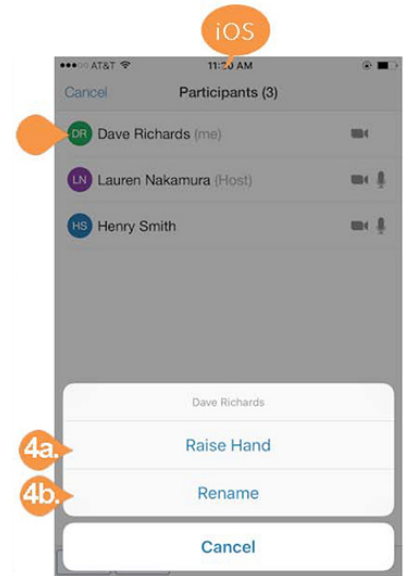 iOS
AT&T 11:20 AM
Cancel Participants (3)
DR Dave Richards (me)
LN Lauren Nakamura (Host)
HS Henry Smith
Dave Richards
4a. Raise Hand
4b. Rename
Cancel